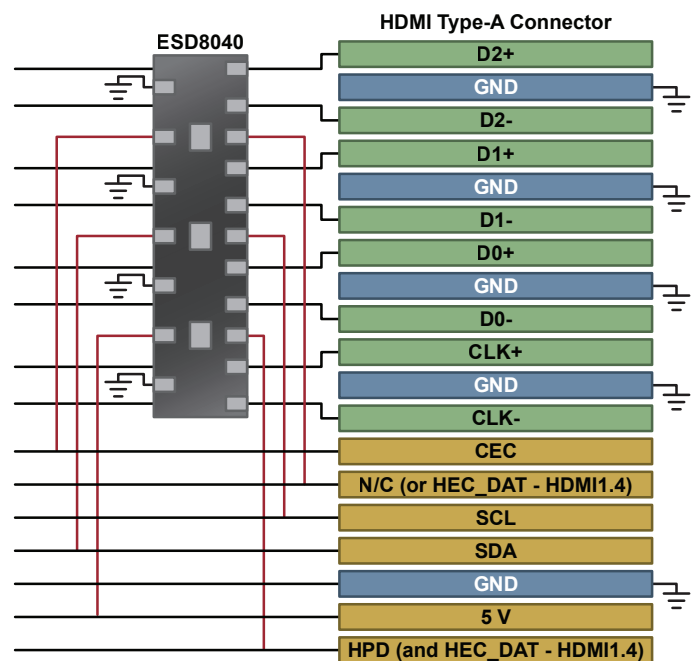 HDMI Type-A Connector
ESD8040
D2+
GND
D2-
D1+
GND
D1-
D0+
GND
D0-
CLK+
GND
CLK-
CEC
N/C (or HEC_DAT - HDMI1.4)
SCL
SDA
GND
5 V
HPD (and HEC_DAT - HDMI1.4)